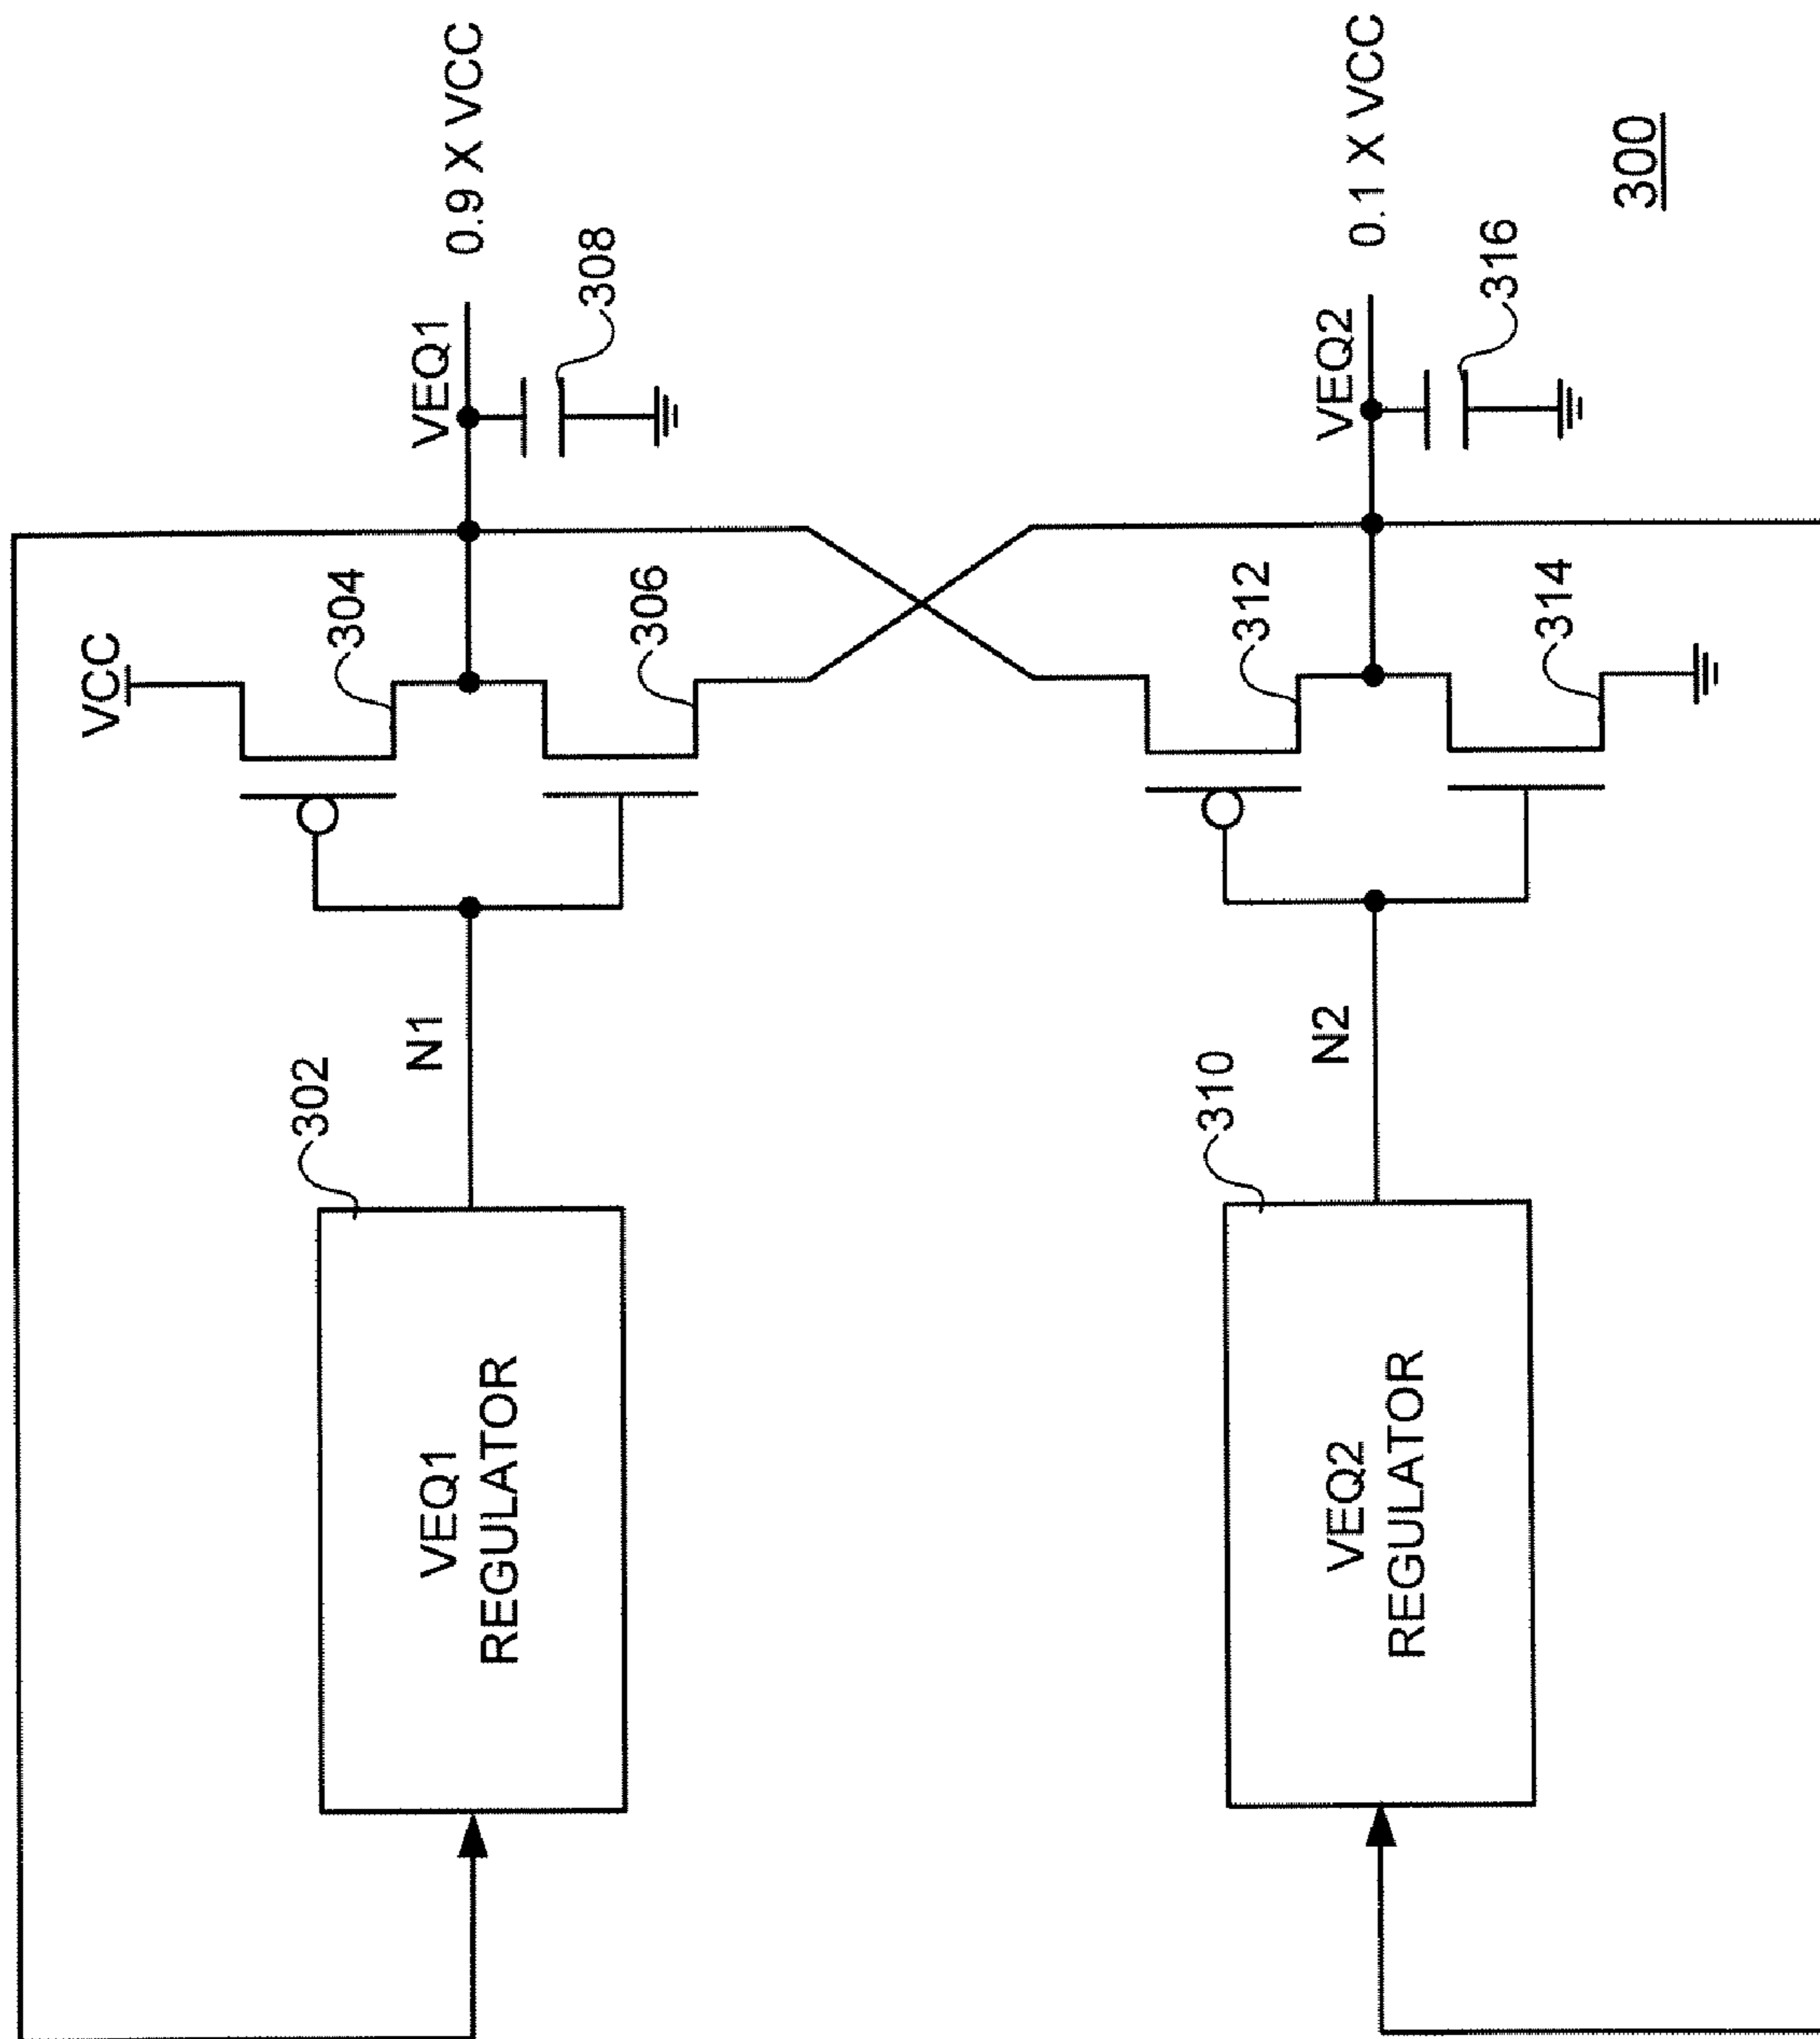 VCC
304
306
302
N1
VEQ1
REGULATOR
VEQ1
0.9 X VCC
308
312
314
310
N2
VEQ2
REGULATOR
VEQ2
0.1 X VCC
316
300